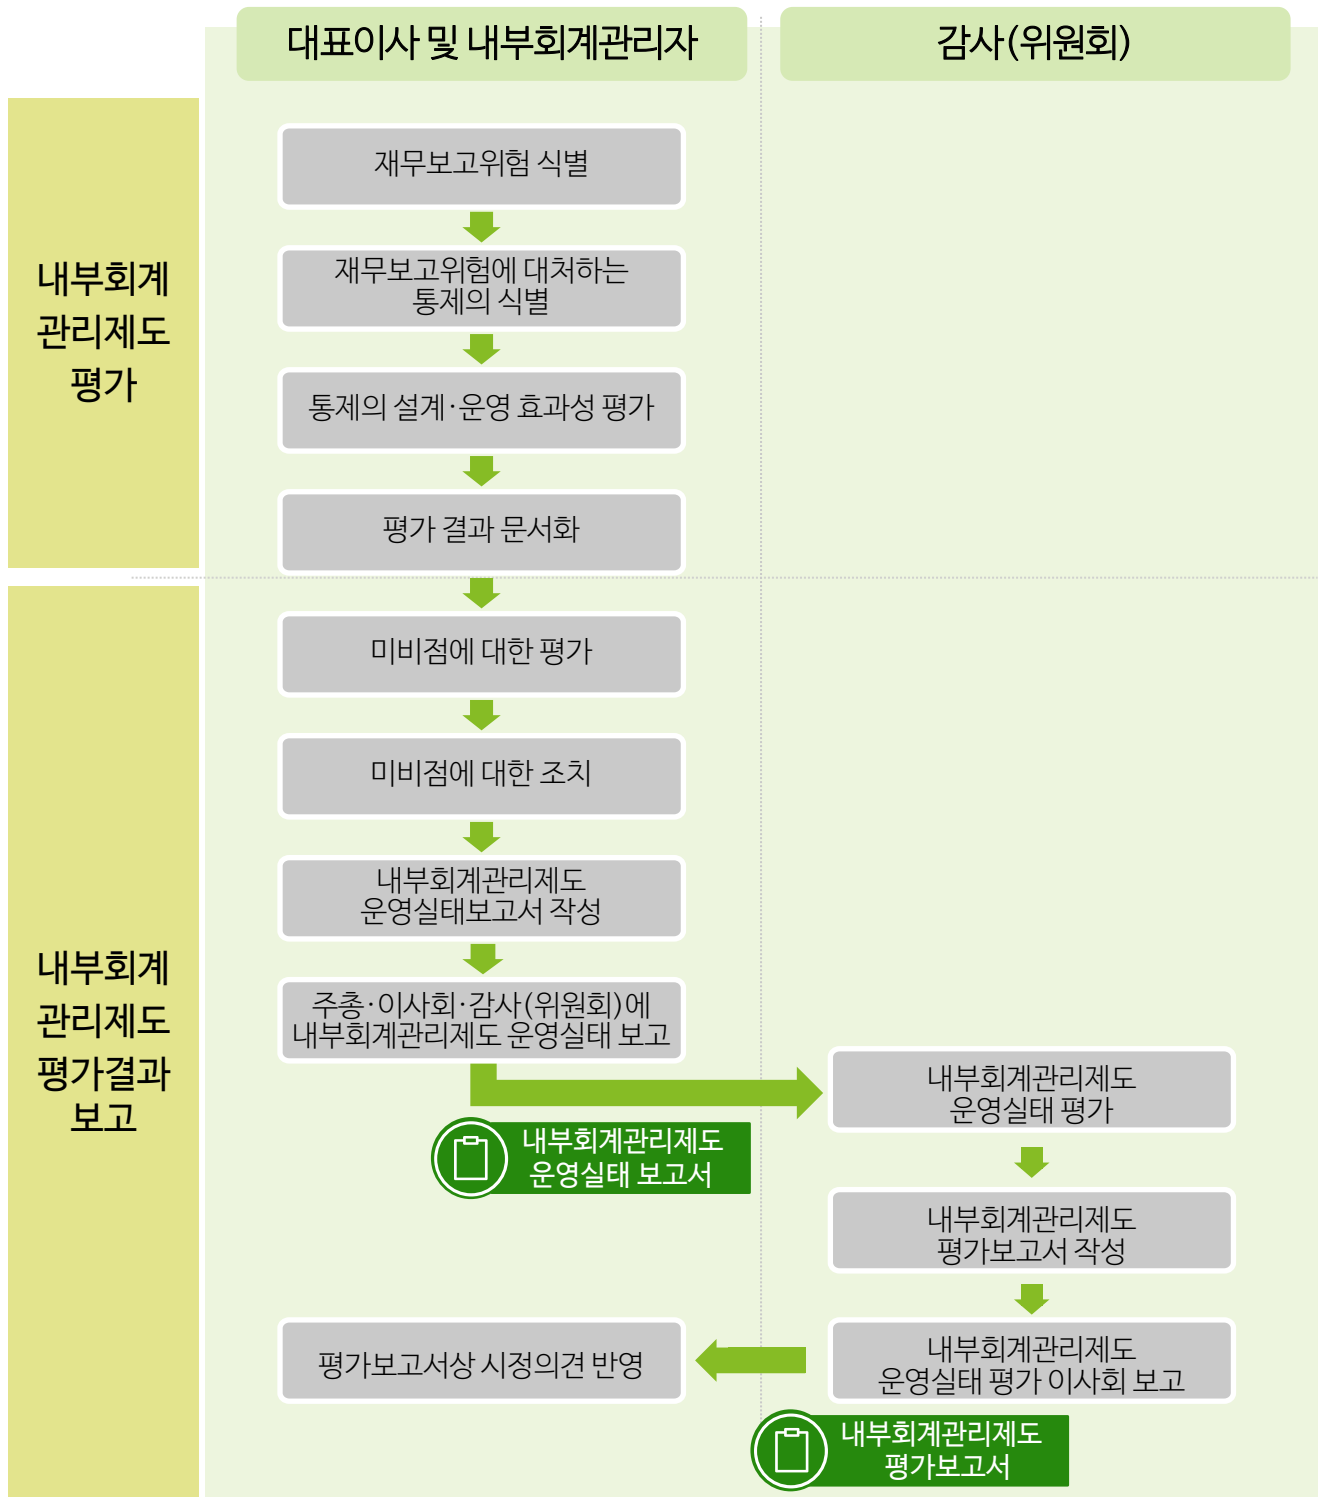 대표이사 및 내부회계관리자
감사(위원회)
내부회계
관리제도
평가
재무보고위험 식별
재무보고위험에 대처하는
통제의 식별
통제의 설계·운영 효과성 평가
평가 결과 문서화
내부회계
관리제도
평가결과
보고
미비점에 대한 평가
미비점에 대한 조치
내부회계관리제도
운영실태보고서 작성
주총·이사회·감사(위원회)에
내부회계관리제도 운영실태 보고
내부회계관리제도
운영실태 보고서
내부회계관리제도
운영실태 평가
내부회계관리제도
평가보고서 작성
내부회계관리제도
운영실태 평가 이사회 보고
평가보고서상 시정의견 반영
내부회계관리제도
평가보고서